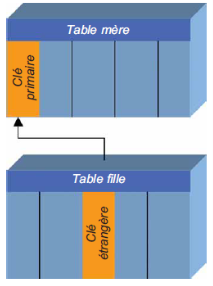 Table mère
Clé
primaire
Table fille
Clé
étrangère